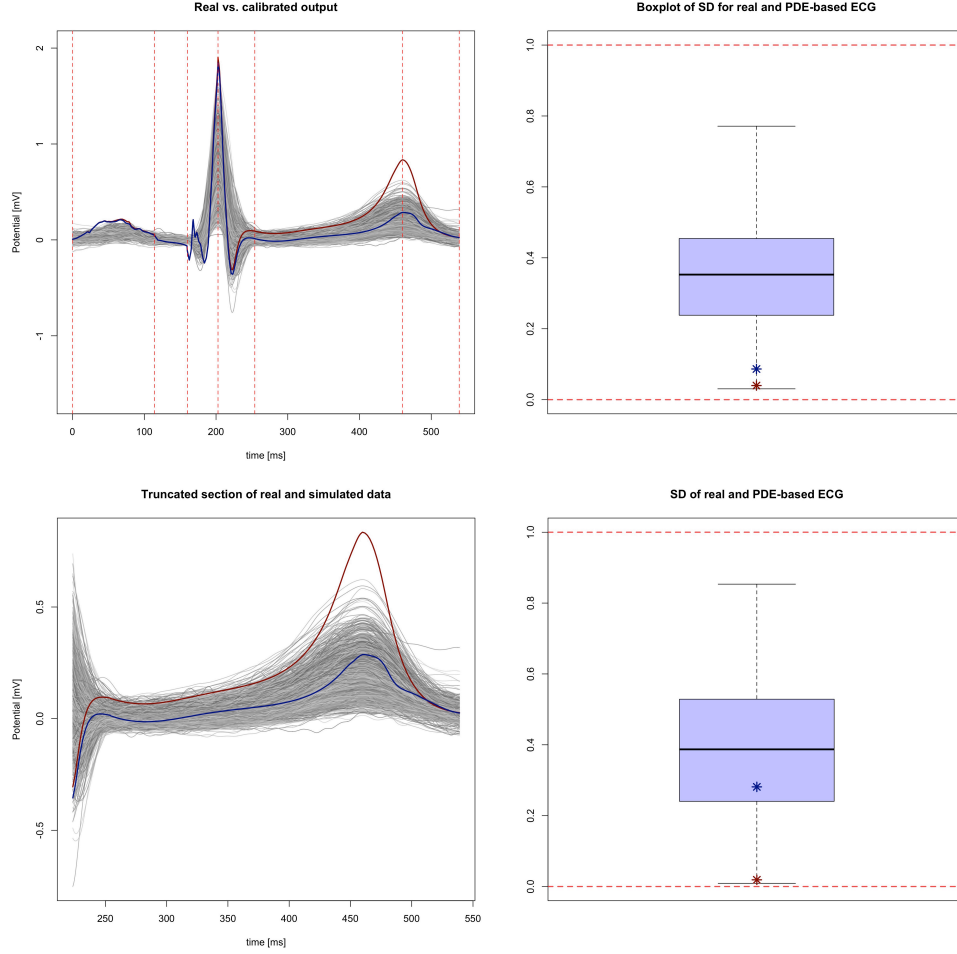 Real vs. calibrated output
Potential [mV]
2
1
0
-1
0 100 200 300 400 500
time [ms]
Boxplot of SD for real and PDE-based ECG
1.0
0.8
0.6
0.4
0.2
0.0
Truncated section of real and simulated data
Potential [mV]
0.5
0.0
-0.5
250 300 350 400 450 500 550
time [ms]
SD of real and PDE-based ECG
1.0
0.8
0.6
0.4
0.2
0.0